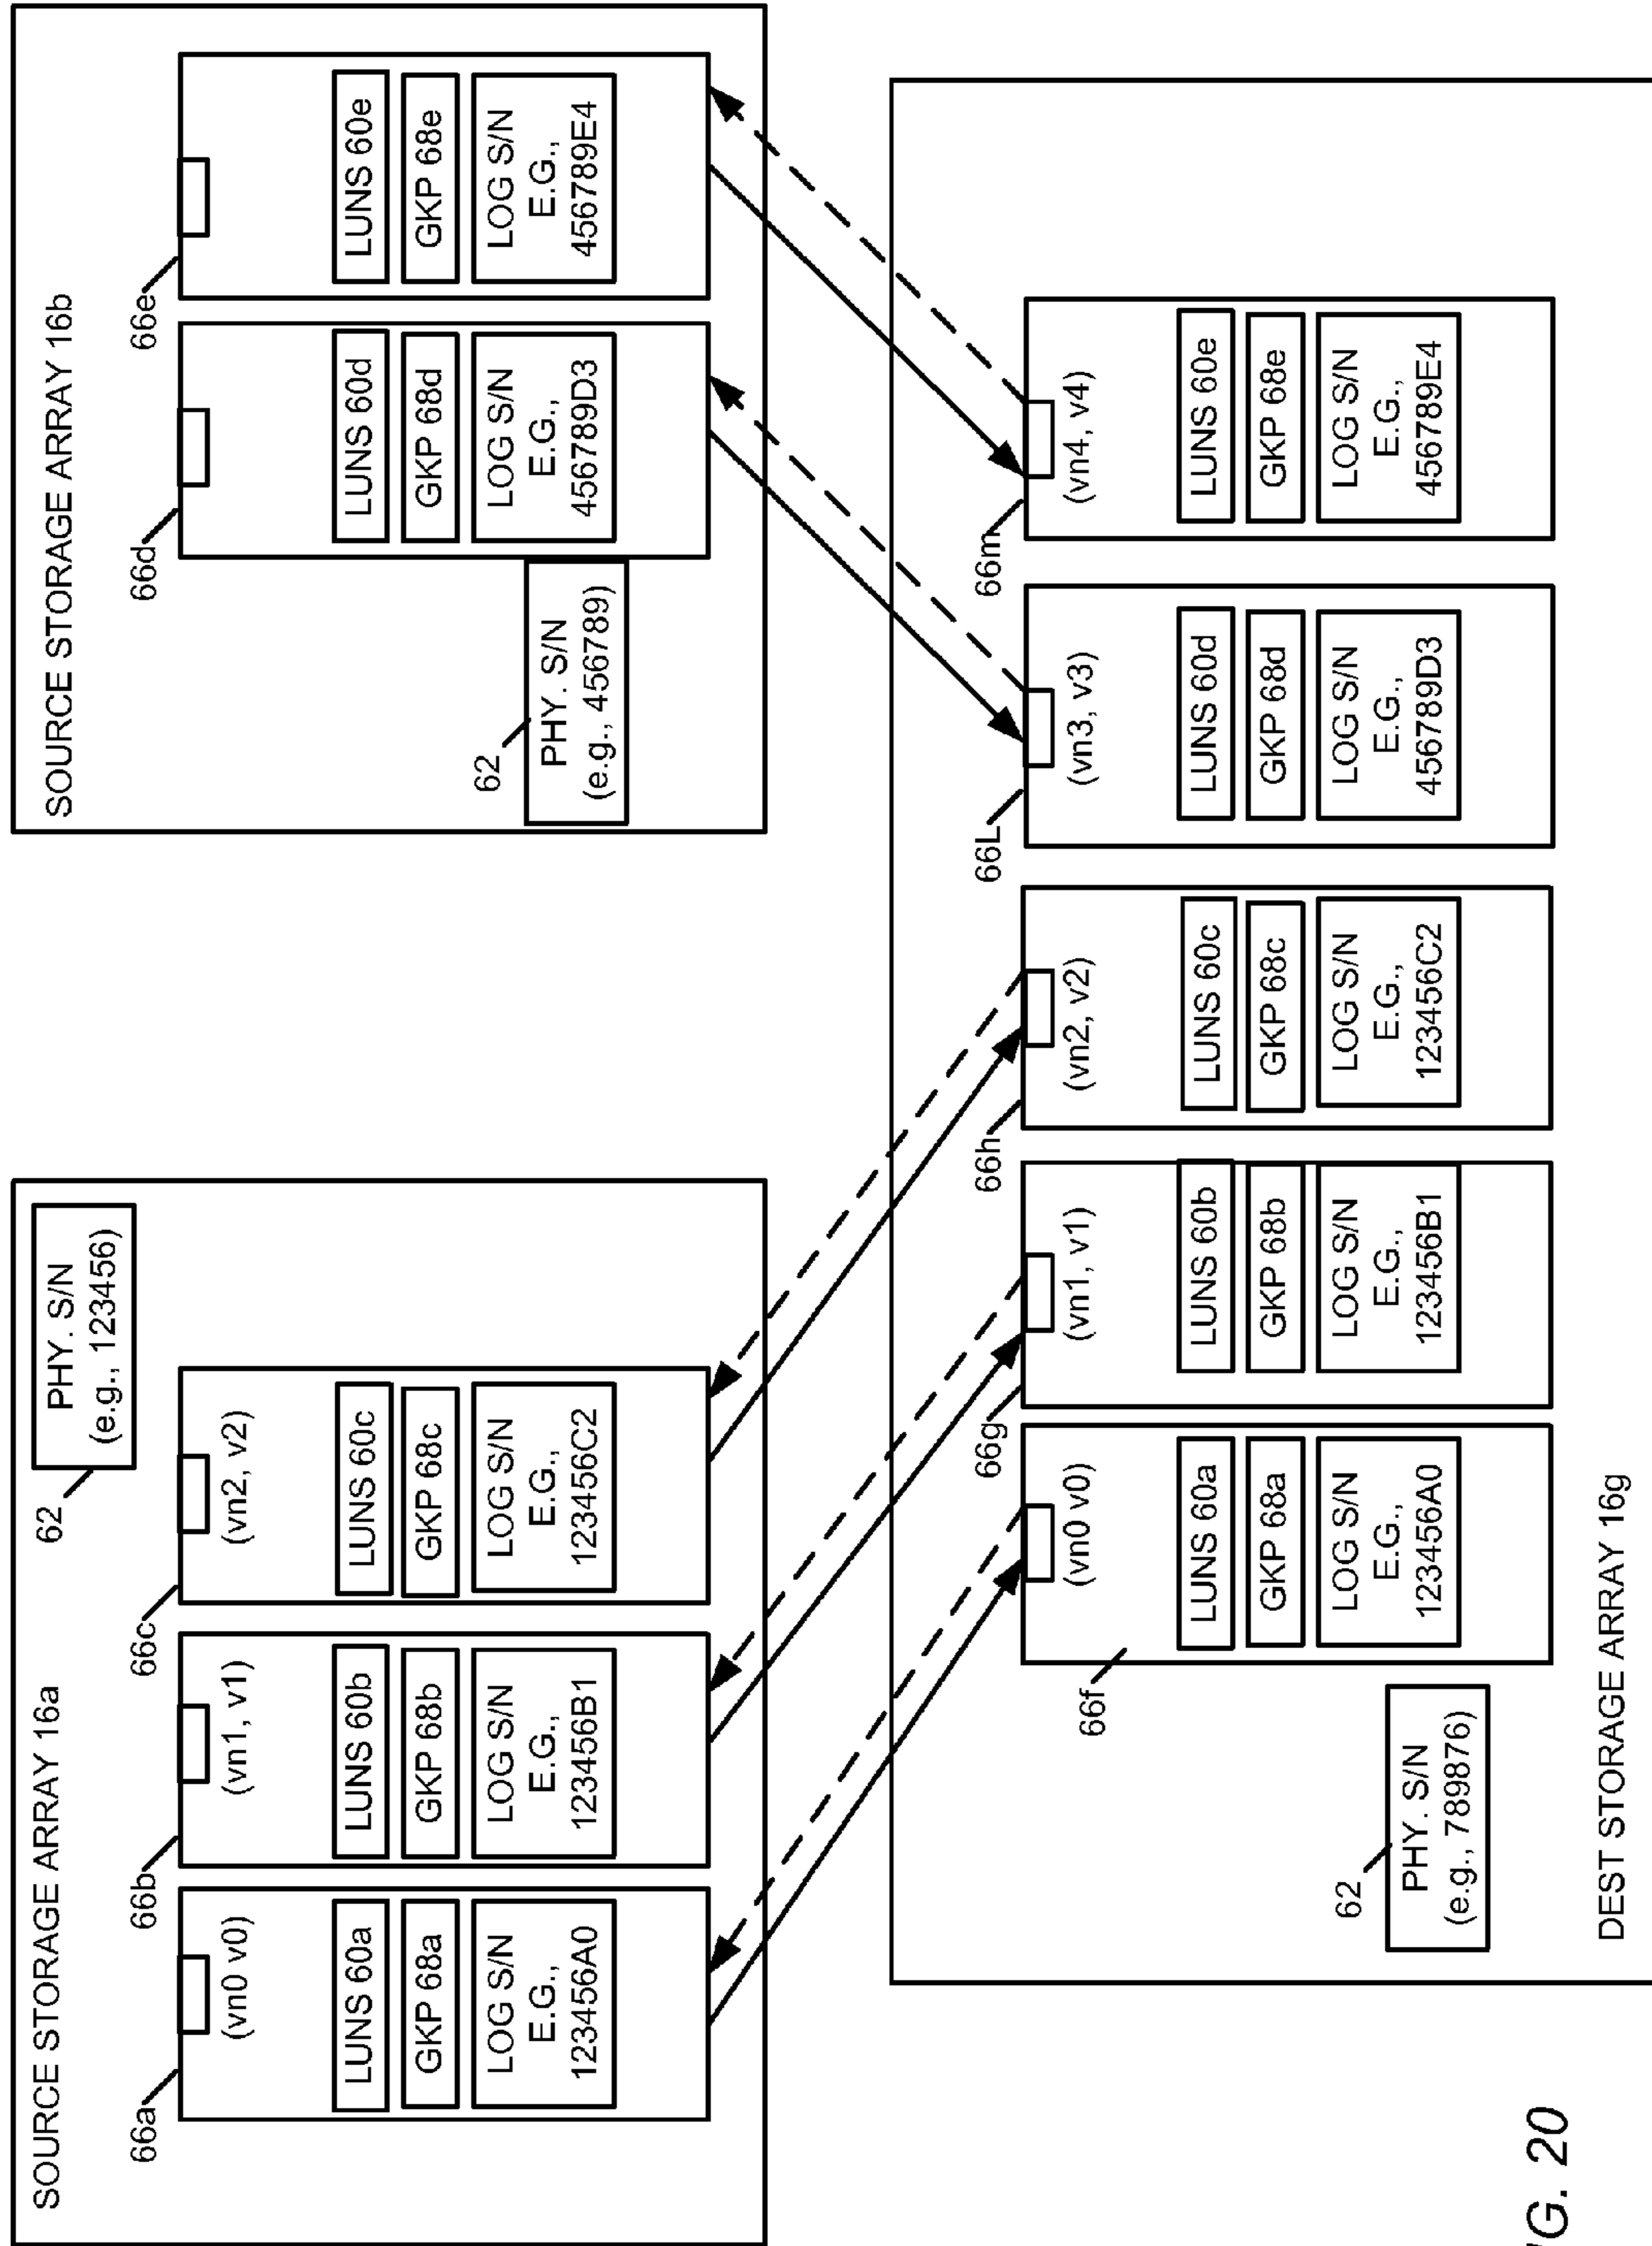 SOURCE STORAGE ARRAY 16a
62
PHY. S/N
(e.g., 123456)
66a
(vn0 v0)
LUNS 60a
GKP 68a
LOG S/N
E.G.,
123456A0
66b
(vn1, v1)
LUNS 60b
GKP 68b
LOG S/N
E.G.,
123456B1
66c
(vn2, v2)
LUNS 60c
GKP 68c
LOG S/N
E.G.,
123456C2
SOURCE STORAGE ARRAY 16b
62
PHY. S/N
(e.g., 456789)
66d
LUNS 60d
GKP 68d
LOG S/N
E.G.,
456789D3
66e
LUNS 60e
GKP 68e
LOG S/N
E.G.,
456789E4
62
PHY. S/N
(e.g., 789876)
66f
(vn0 v0)
LUNS 60a
GKP 68a
LOG S/N
E.G.,
123456A0
66g
(vn1, v1)
LUNS 60b
GKP 68b
LOG S/N
E.G.,
123456B1
66h
(vn2, v2)
LUNS 60c
GKP 68c
LOG S/N
E.G.,
123456C2
66L
(vn3, v3)
LUNS 60d
GKP 68d
LOG S/N
E.G.,
456789D3
66m
(vn4, v4)
LUNS 60e
GKP 68e
LOG S/N
E.G.,
456789E4
DEST STORAGE ARRAY 16g
IG. 20